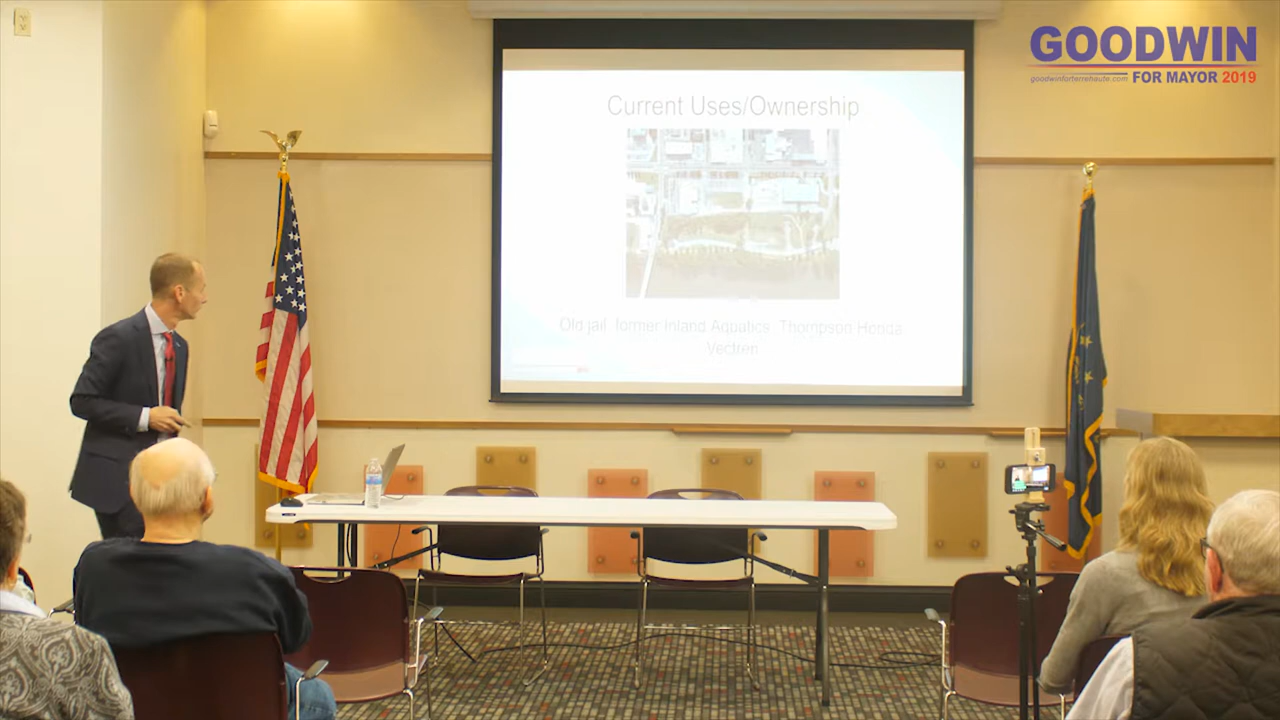 GOODWIN
goodwinforterrehaute.com FOR MAYOR 2019
Current Uses/Ownership
Old jail, former Inland Aquatics, Thompson Honda,
Vectren